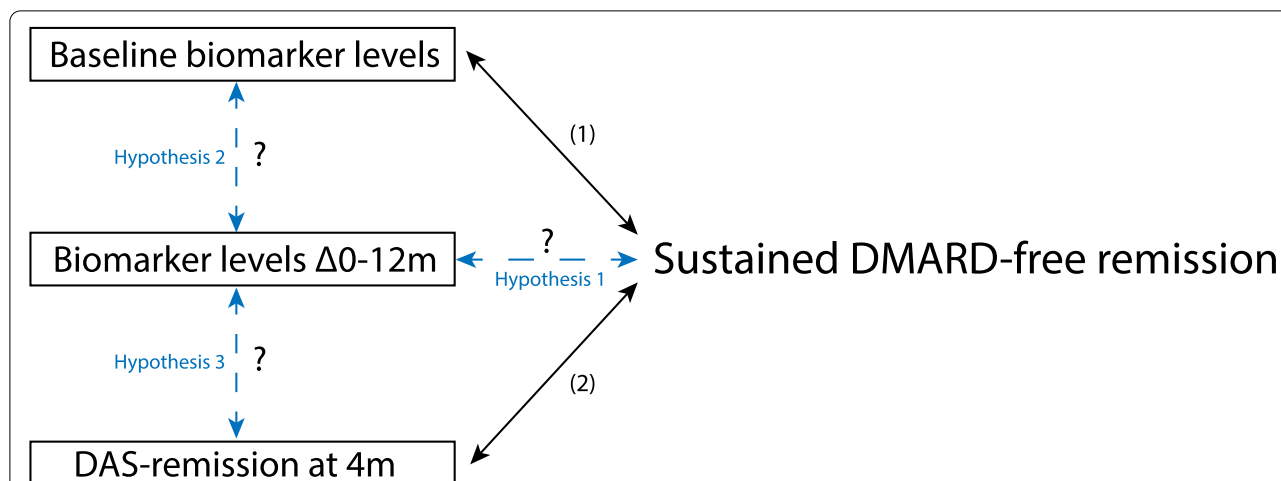 Baseline biomarker levels
(1)
Hypothesis 2 ?
?
Biomarker levels Δ0-12m
Sustained DMARD-free remission
Hypothesis 1
Hypothesis 3 ?
(2)
DAS-remission at 4m